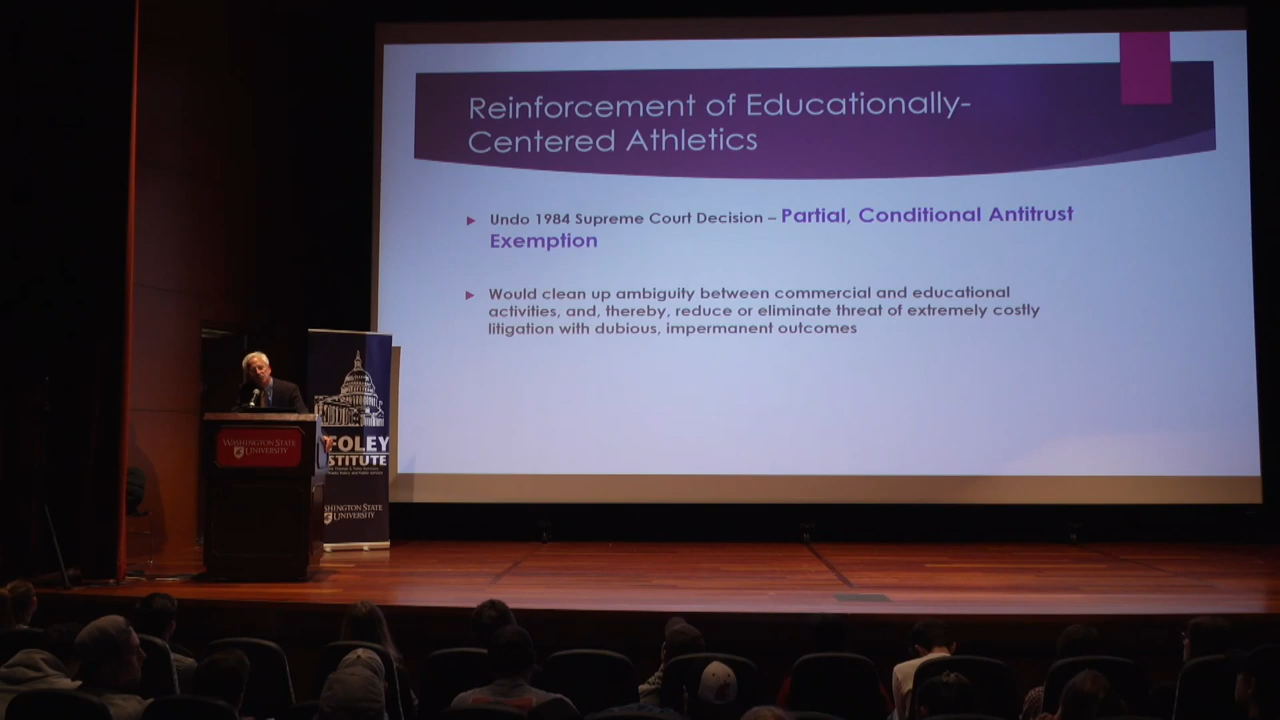 Reinforcement of Educationally-
Centered Athletics
Undo 1984 Supreme Court Decision – Partial, Conditional Antitrust
Exemption
Would clean up ambiguity between commercial and educational
activities, and, thereby, reduce or eliminate threat of extremely costly
litigation with dubious, impermanent outcomes
WASHINGTON STATE
UNIVERSITY
FOLEY
STITUTE
SHINGTON STATE
UNIVERSITY